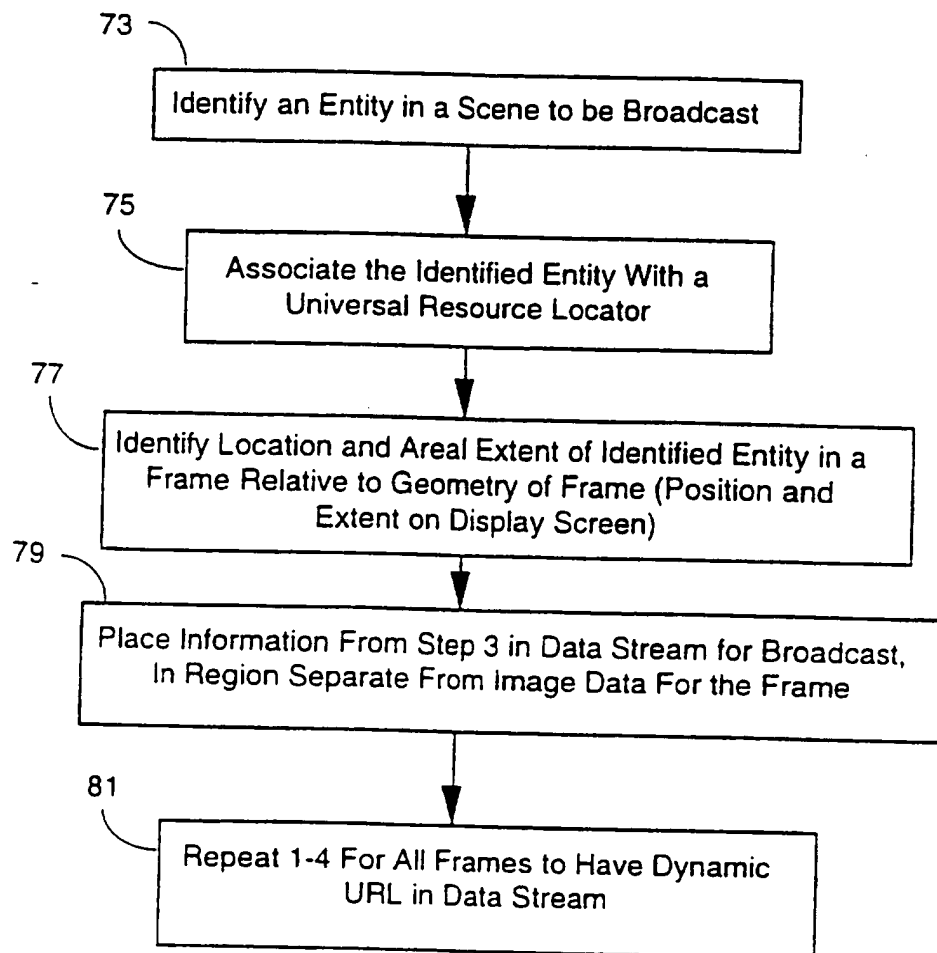 73
Identify an Entity in a Scene to be Broadcast
75
Associate the Identified Entity With a
Universal Resource Locator
77
Identify Location and Areal Extent of Identified Entity in a
Frame Relative to Geometry of Frame (Position and
Extent on Display Screen)
79
Place Information From Step 3 in Data Stream for Broadcast,
In Region Separate From Image Data For the Frame
81
Repeat 1-4 For All Frames to Have Dynamic
URL in Data Stream